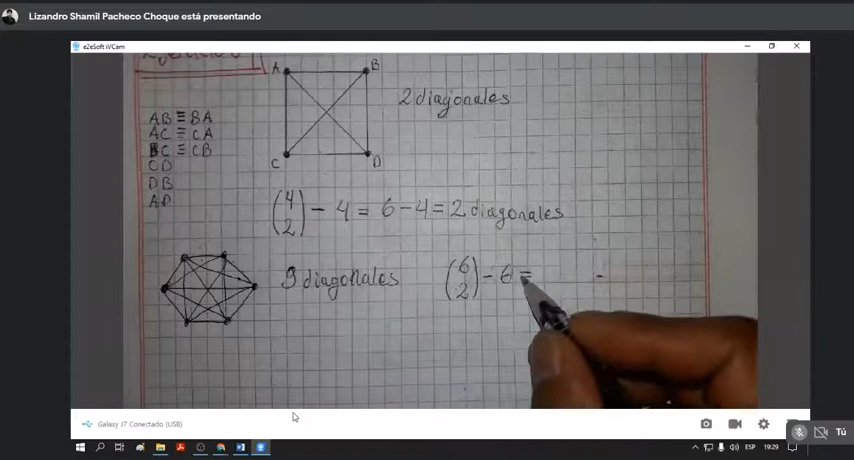 Lizandro Shamil Pacheco Choque está presentando
e2eSoft iVCam
A
B
2 diagonales
AB ≡ BA
AC ≡ CA
BC ≡ CB
CD
DB
AD
C
D
(4 2) - 4 = 6 - 4 = 2 diagonales
9 diagonales
(6 2) - 6 =
Galaxy J7 Conectado (USB)
Tú
ESP
19:29